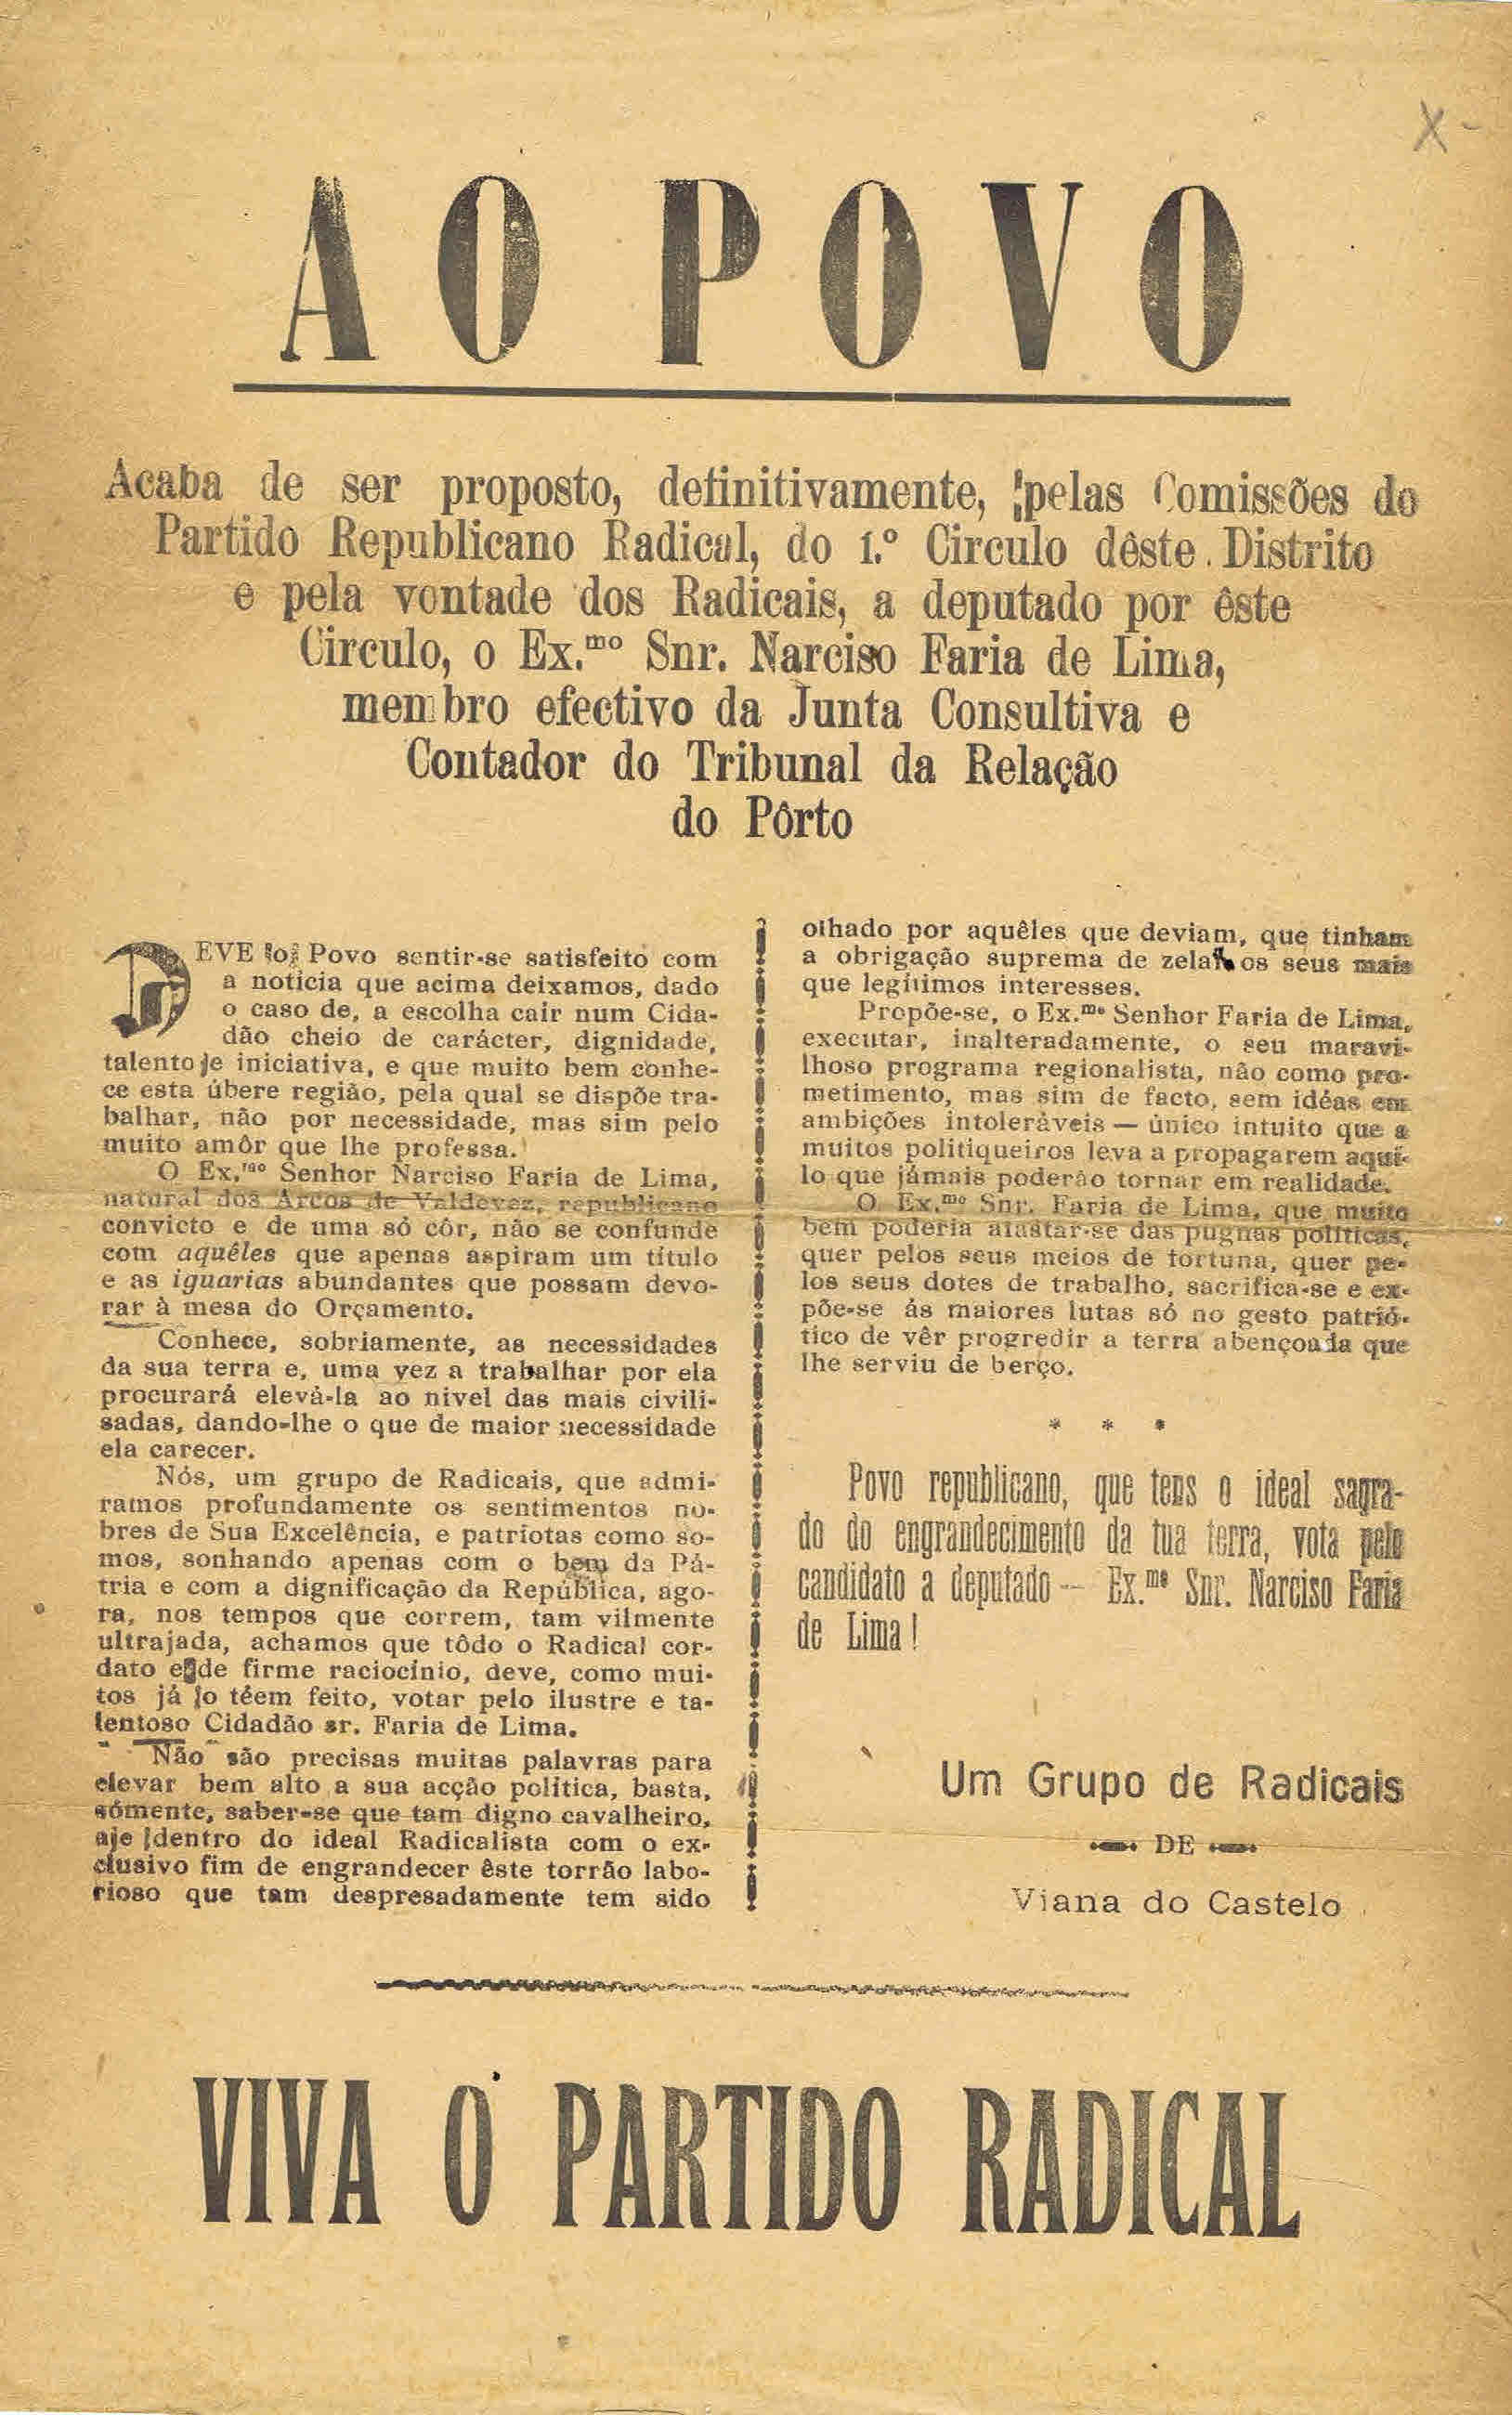 AO POVO
Acaba de ser proposto, definitivamente, pelas Comissões do
Partido Republicano Radical, do 1.º Circulo dêste Distrito
e pela vontade dos Radicais, a deputado por êste
Circulo, o Ex.mo Snr. Narciso Faria de Lima,
membro efectivo da Junta Consultiva e
Contador do Tribunal da Relação
do Pôrto
DEVE o Povo sentir-se satisfeito com
a noticia que acima deixamos, dado
o caso de, a escolha cair num Cida-
dão cheio de carácter, dignidade,
talento e iniciativa, e que muito bem conhe-
ce esta úbere região, pela qual se dispõe tra-
balhar, não por necessidade, mas sim pelo
muito amôr que lhe professa.
O Ex.mo Senhor Narciso Faria de Lima,
natural dos Arcos de Valdevez, republicano
convicto e de uma só côr, não se confunde
com aquêles que apenas aspiram um titulo
e as iguarias abundantes que possam devo-
rar à mesa do Orçamento.
Conhece, sobriamente, as necessidades
da sua terra e, uma vez a trabalhar por ela
procurará elevá-la ao nivel das mais civili-
sadas, dando-lhe o que de maior necessidade
ela carecer.
Nós, um grupo de Radicais, que admi-
ramos profundamente os sentimentos no-
bres de Sua Excelência, e patriotas como so-
mos, sonhando apenas com o bem da Pá-
tria e com a dignificação da República, ago-
ra, nos tempos que correm, tam vilmente
ultrajada, achamos que tôdo o Radical cor-
dato e de firme raciocínio, deve, como mui-
tos já o téem feito, votar pelo ilustre e ta-
lentoso Cidadão sr. Faria de Lima.
Não são precisas muitas palavras para
elevar bem alto a sua acção politica, basta,
sómente, saber-se que tam digno cavalheiro,
aje dentro do ideal Radicalista com o ex-
clusivo fim de engrandecer êste torrão labo-
rioso que tam despresadamente tem sido
olhado por aquêles que deviam, que tinham
a obrigação suprema de zelar os seus mais
que legitimos interesses.
Propõe-se, o Ex.mo Senhor Faria de Lima,
executar, inalteradamente, o seu maravi-
lhoso programa regionalista, não como pro-
metimento, mas sim de facto, sem idéas em
ambições intoleráveis — único intuito que a
muitos politiqueiros leva a propagarem aqui-
lo que jámais poderão tornar em realidade.
O Ex.mo Snr. Faria de Lima, que muito
bem poderia afastar-se das pugnas politicas,
quer pelos seus meios de fortuna, quer pe-
los seus dotes de trabalho, sacrifica-se e ex-
põe-se ás maiores lutas só no gesto patrió-
tico de vêr progredir a terra abençoada que
lhe serviu de berço.
* * *
Povo republicano, que tens o ideal sagra-
do do engrandecimento da tua terra, vota pelo
candidato a deputado — Ex.mo Snr. Narciso Faria
de Lima!
Um Grupo de Radicais
DE
Viana do Castelo
VIVA O PARTIDO RADICAL